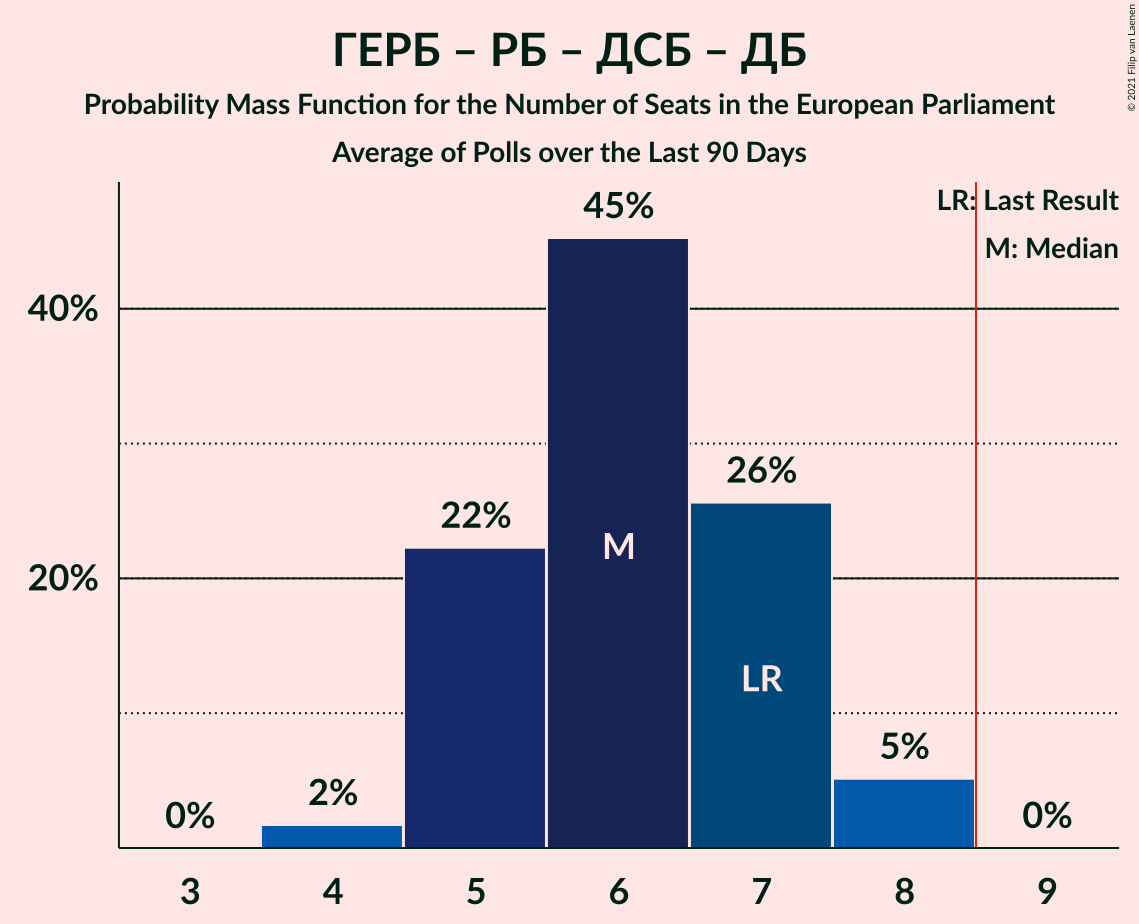 ГЕРБ – РБ – ДСБ – ДБ
Probability Mass Function for the Number of Seats in the European Parliament
Average of Polls over the Last 90 Days
© 2021 Filip van Laenen
LR: Last Result
M: Median
40%
20%
0%
2%
22%
45%
26%
5%
0%
M
LR
3 4 5 6 7 8 9